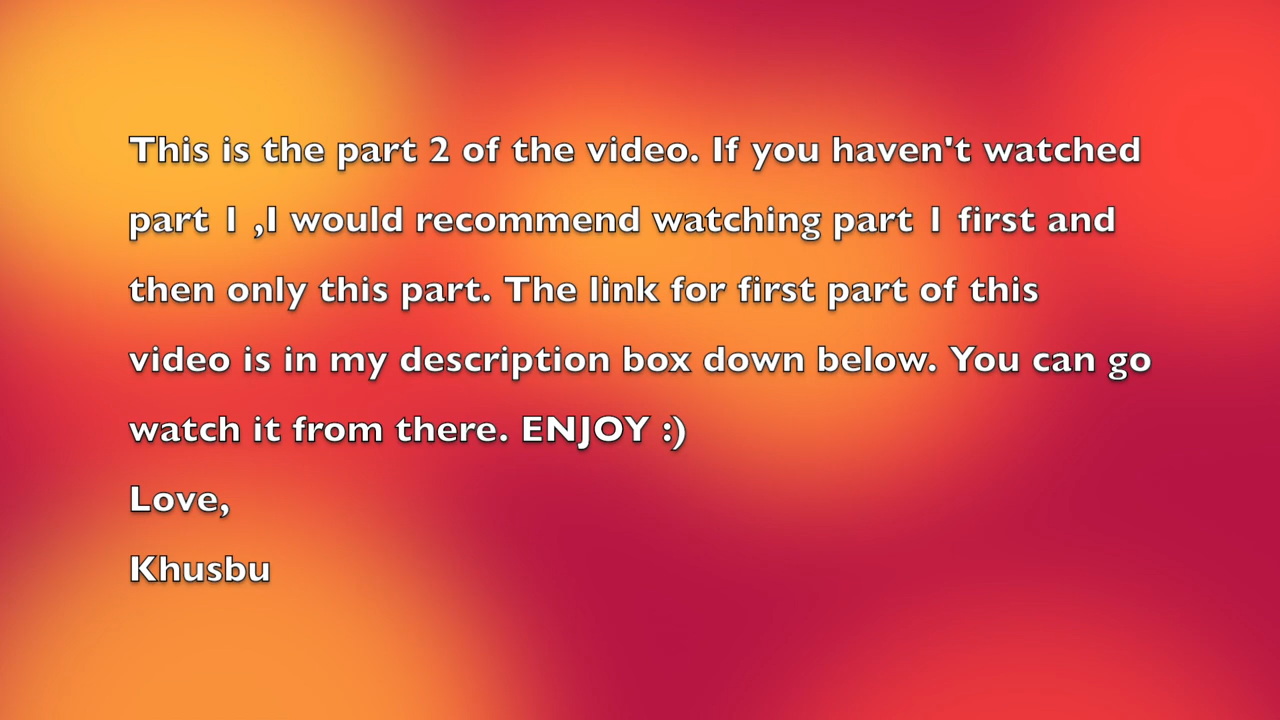 This is the part 2 of the video. If you haven't watched
part 1 ,I would recommend watching part 1 first and
then only this part. The link for first part of this
video is in my description box down below. You can go
watch it from there. ENJOY :)
Love,
Khusbu